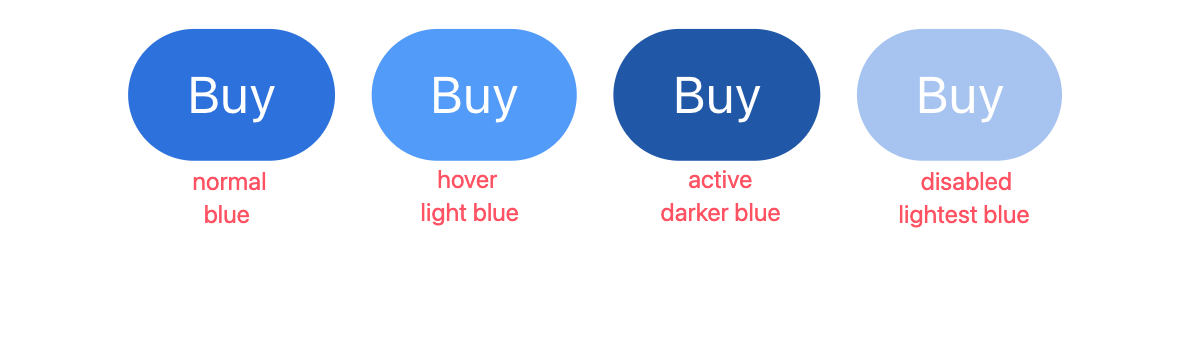 Buy
Buy
Buy
Buy
normal
blue
hover
light blue
active
darker blue
disabled
lightest blue